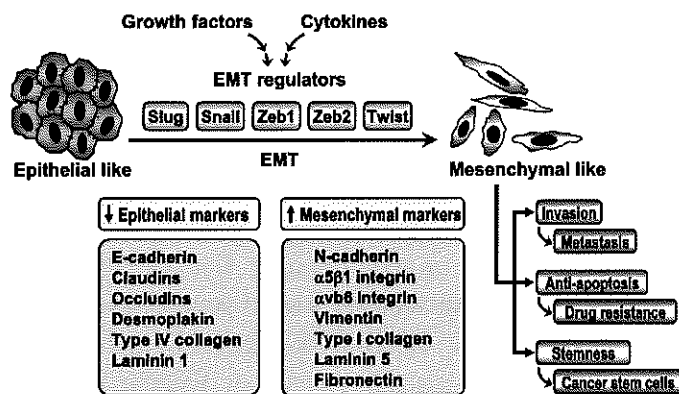 Growth factors Cytokines
EMT regulators
Slug Snail Zeb1 Zeb2 Twist
EMT
Epithelial like
Mesenchymal like
↓ Epithelial markers
E-cadherin
Claudins
Occludins
Desmoplakin
Type IV collagen
Laminin 1
↑ Mesenchymal markers
N-cadherin
α5β1 integrin
αvb6 integrin
Vimentin
Type I collagen
Laminin 5
Fibronectin
Invasion
Metastasis
Anti-apoptosis
Drug resistance
Stemness
Cancer stem cells